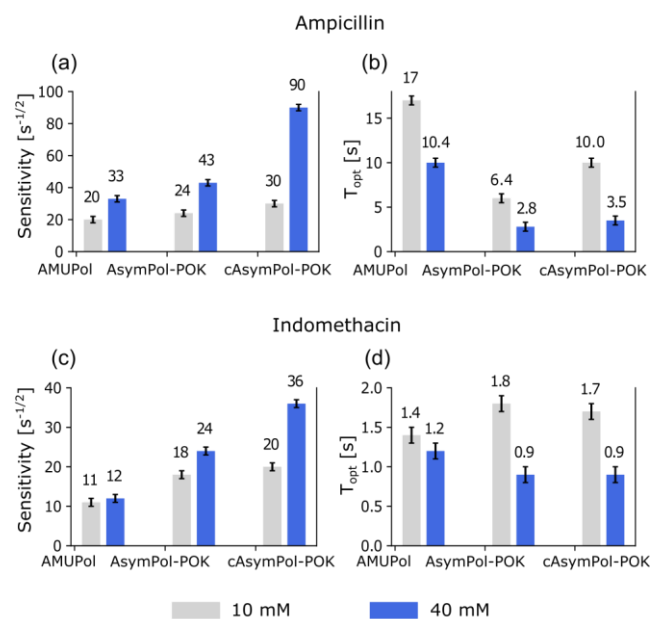 Ampicillin
(a)
Sensitivity [s-1/2]
100
80
60
40
20
0
20
33
24
43
30
90
AMUPol AsymPol-POK cAsymPol-POK
(b)
Topt [s]
15
10
5
0
17
10.4
6.4
2.8
10.0
3.5
AMUPol AsymPol-POK cAsymPol-POK
Indomethacin
(c)
Sensitivity [s-1/2]
40
30
20
10
0
11
12
18
24
20
36
AMUPol AsymPol-POK cAsymPol-POK
(d)
Topt [s]
2.0
1.5
1.0
0.5
0.0
1.4
1.2
1.8
0.9
1.7
0.9
AMUPol AsymPol-POK cAsymPol-POK
10 mM 40 mM